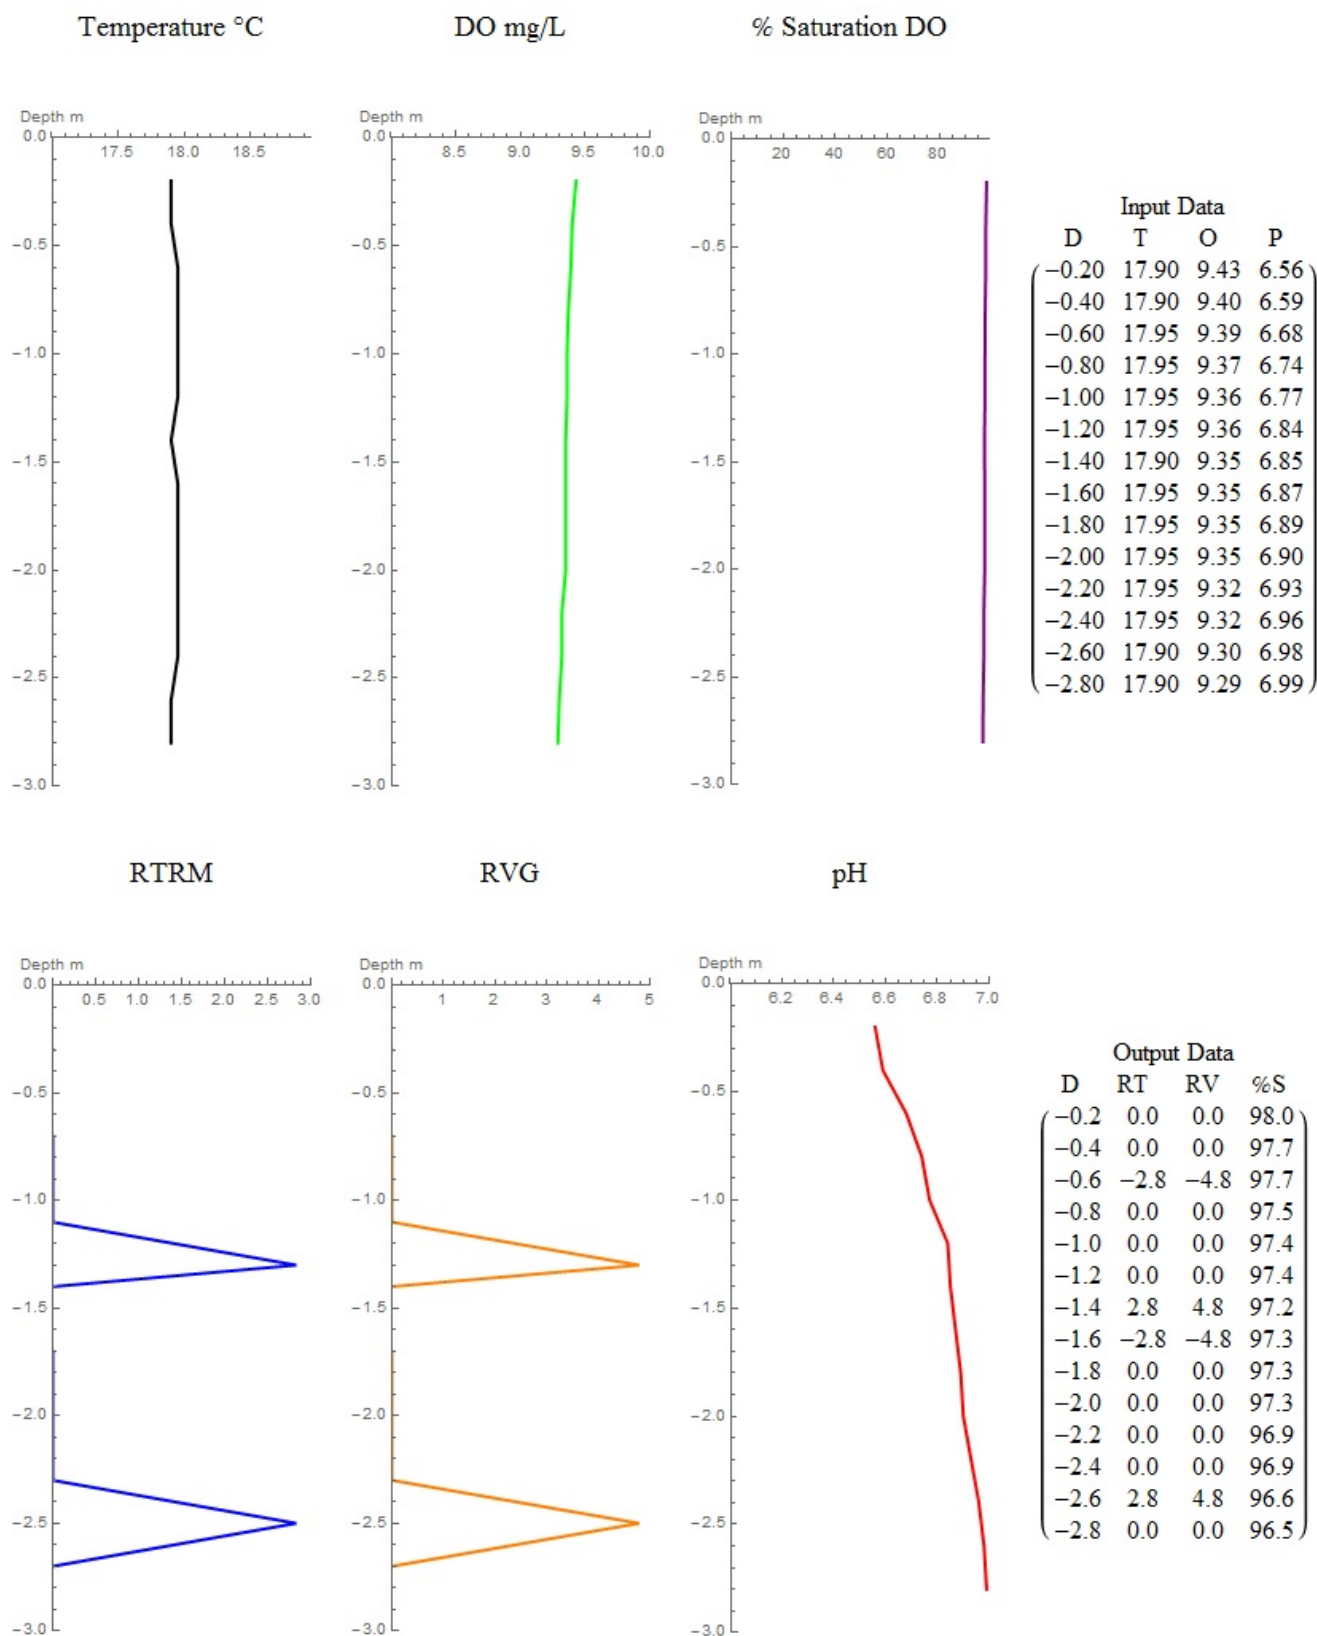 Temperature °C
DO mg/L
% Saturation DO
Depth m
0.0
17.5 18.0 18.5
−0.5
−1.0
−1.5
−2.0
−2.5
−3.0
Depth m
0.0
8.5 9.0 9.5 10.0
−0.5
−1.0
−1.5
−2.0
−2.5
−3.0
Depth m
0.0
20 40 60 80
−0.5
−1.0
−1.5
−2.0
−2.5
−3.0
Input Data
D T O P
−0.20 17.90 9.43 6.56
−0.40 17.90 9.40 6.59
−0.60 17.95 9.39 6.68
−0.80 17.95 9.37 6.74
−1.00 17.95 9.36 6.77
−1.20 17.95 9.36 6.84
−1.40 17.90 9.35 6.85
−1.60 17.95 9.35 6.87
−1.80 17.95 9.35 6.89
−2.00 17.95 9.35 6.90
−2.20 17.95 9.32 6.93
−2.40 17.95 9.32 6.96
−2.60 17.90 9.30 6.98
−2.80 17.90 9.29 6.99
RTRM
RVG
pH
Depth m
0.0
0.5 1.0 1.5 2.0 2.5 3.0
−0.5
−1.0
−1.5
−2.0
−2.5
−3.0
Depth m
0.0
1 2 3 4 5
−0.5
−1.0
−1.5
−2.0
−2.5
−3.0
Depth m
0.0
6.2 6.4 6.6 6.8 7.0
−0.5
−1.0
−1.5
−2.0
−2.5
−3.0
Output Data
D RT RV %S
−0.2 0.0 0.0 98.0
−0.4 0.0 0.0 97.7
−0.6 −2.8 −4.8 97.7
−0.8 0.0 0.0 97.5
−1.0 0.0 0.0 97.4
−1.2 0.0 0.0 97.4
−1.4 2.8 4.8 97.2
−1.6 −2.8 −4.8 97.3
−1.8 0.0 0.0 97.3
−2.0 0.0 0.0 97.3
−2.2 0.0 0.0 96.9
−2.4 0.0 0.0 96.9
−2.6 2.8 4.8 96.6
−2.8 0.0 0.0 96.5